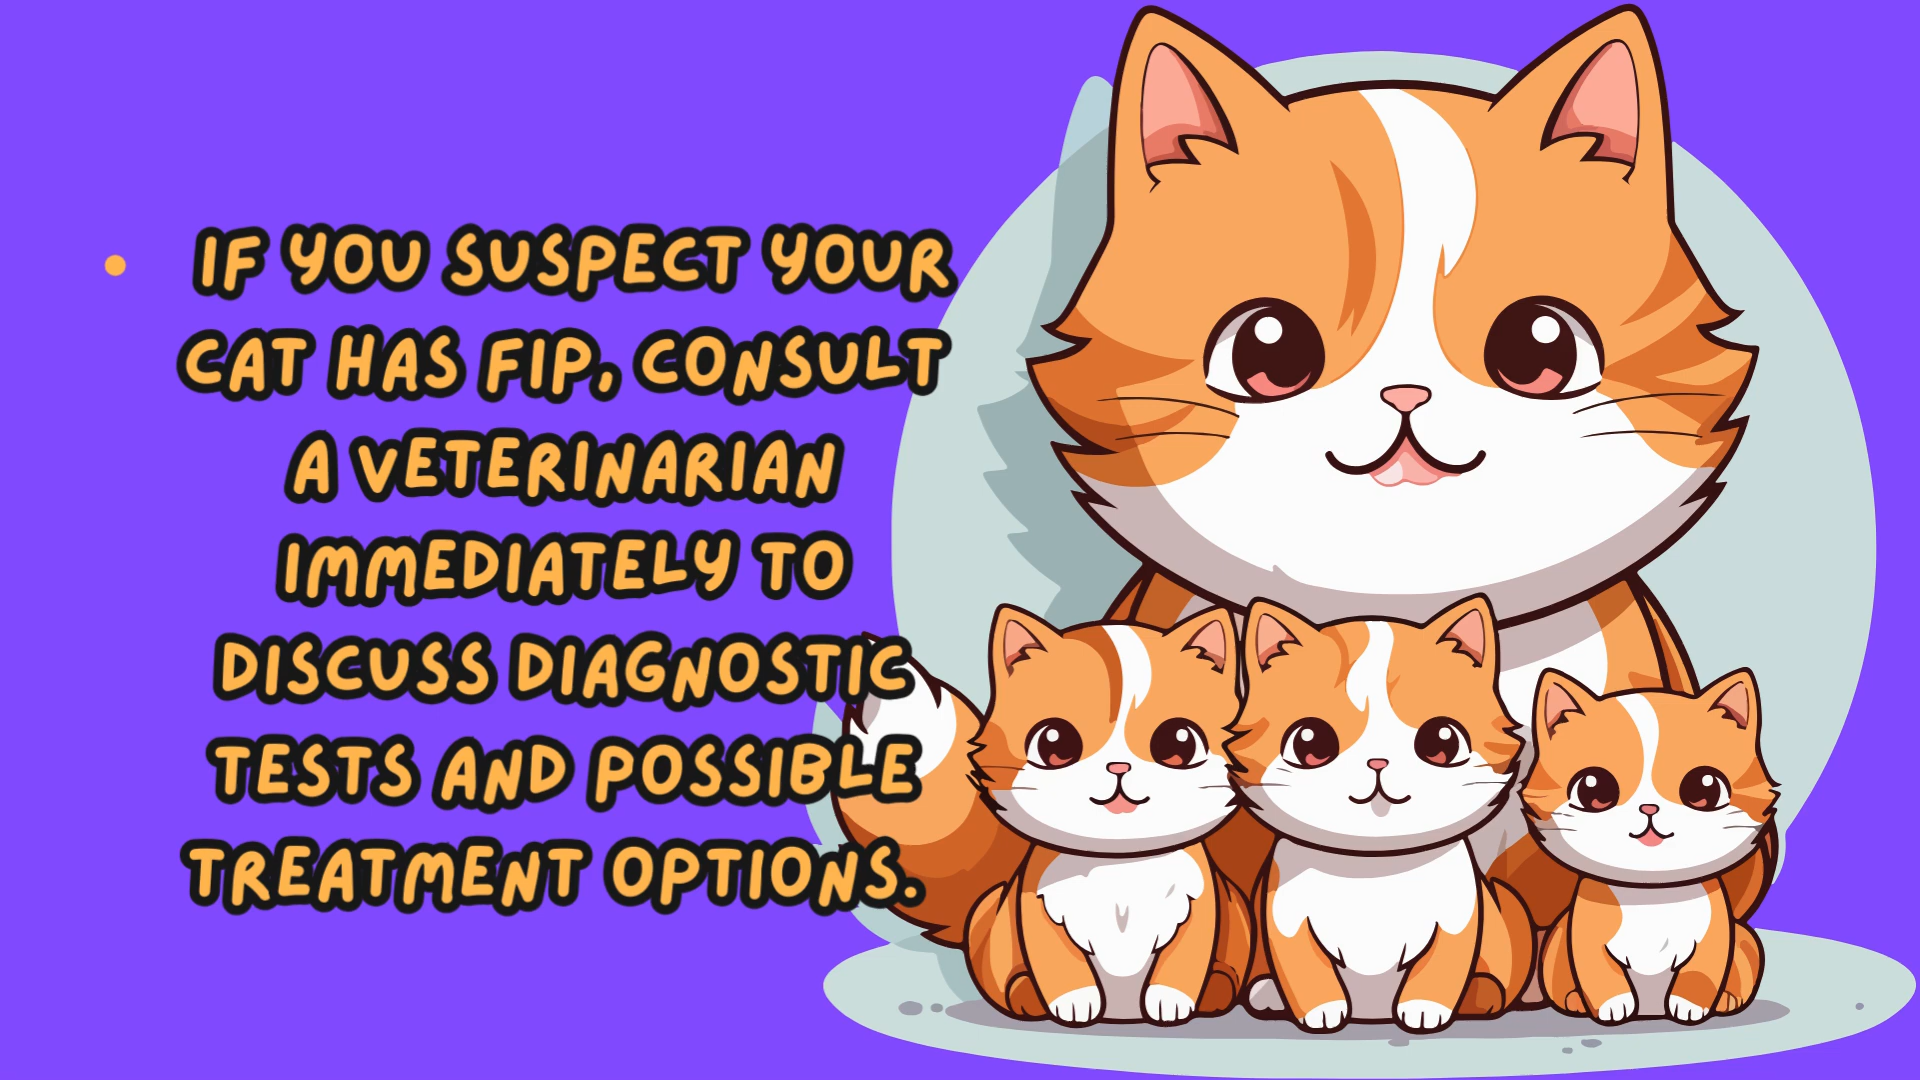 • IF YOU SUSPECT YOUR
CAT HAS FIP, CONSULT
A VETERINARIAN
IMMEDIATELY TO
DISCUSS DIAGNOSTIC
TESTS AND POSSIBLE
TREATMENT OPTIONS.